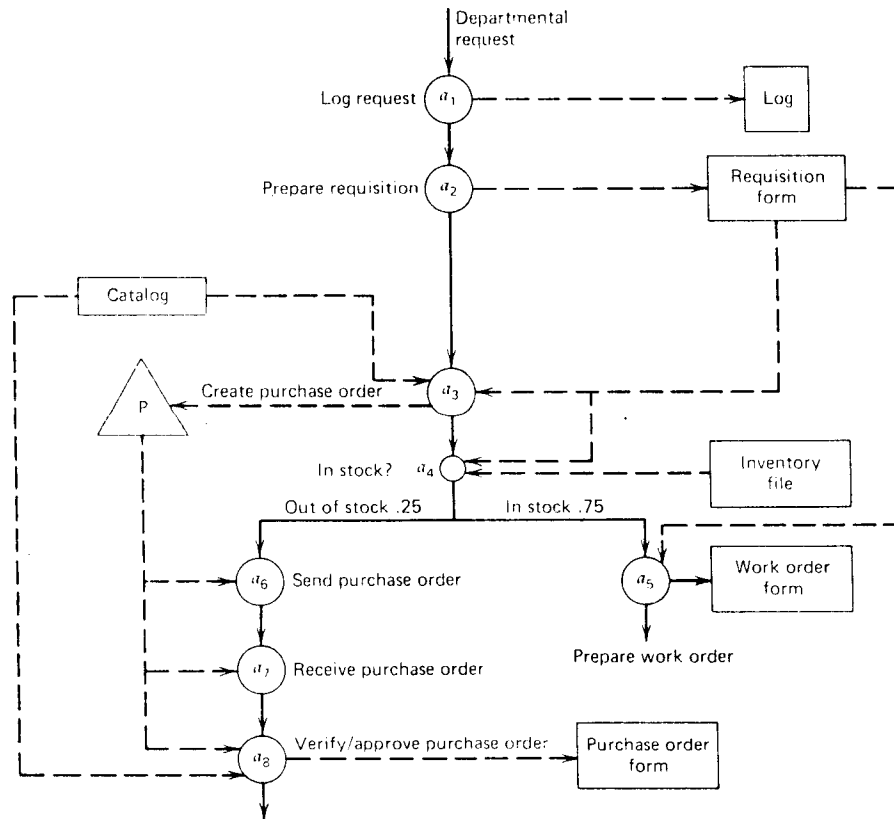 Departmental
request
Log request
a1
Log
Prepare requisition
a2
Requisition
form
Catalog
Create purchase order
P
a3
In stock?
a4
Inventory
file
Out of stock .25
In stock .75
a6
Send purchase order
a5
Work order
form
Prepare work order
a7
Receive purchase order
a8
Verify/approve purchase order
Purchase order
form